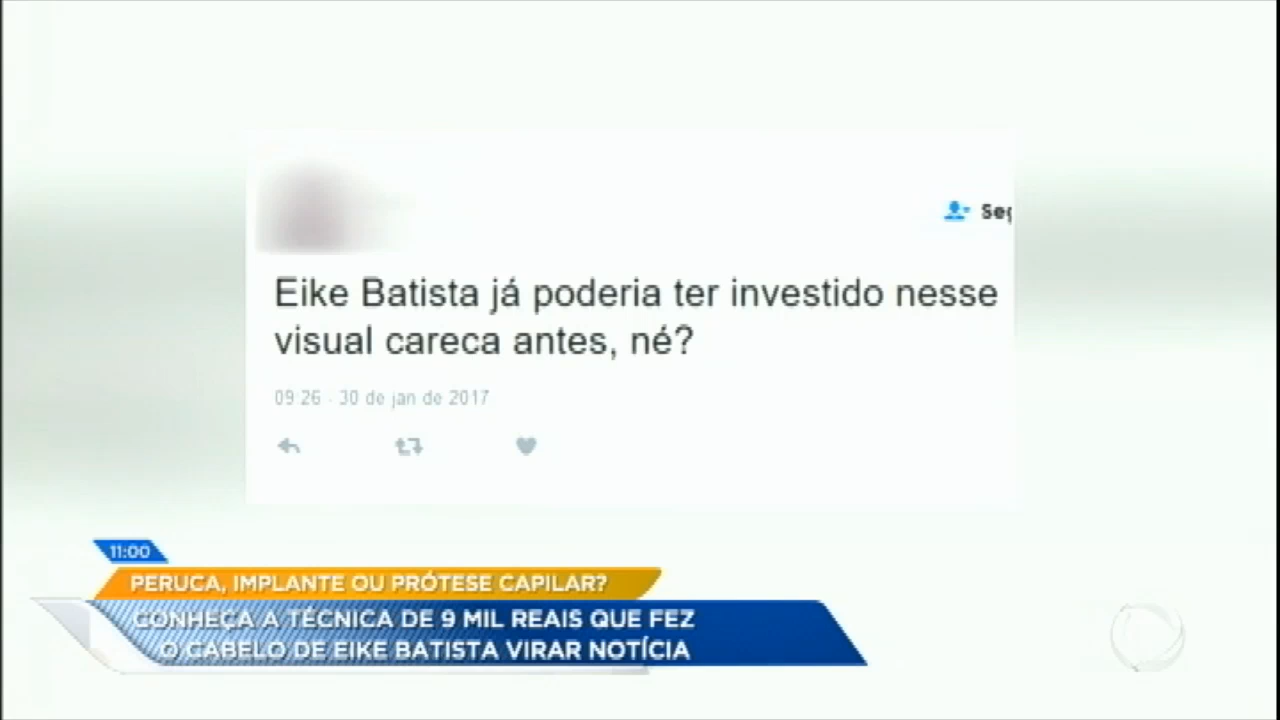 Seg
Eike Batista já poderia ter investido nesse
visual careca antes, né?
09:26 - 30 de jan de 2017
11:00
PERUCA, IMPLANTE OU PRÓTESE CAPILAR?
CONHEÇA A TÉCNICA DE 9 MIL REAIS QUE FEZ
O CABELO DE EIKE BATISTA VIRAR NOTÍCIA